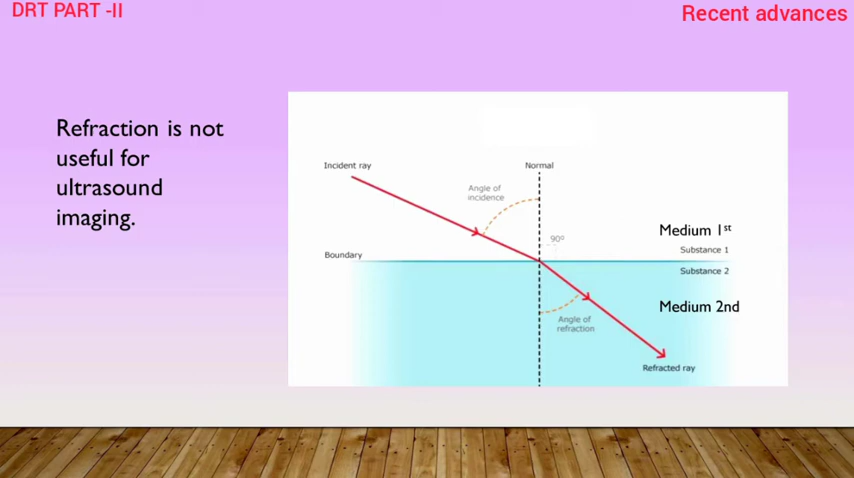 DRT PART -II
Recent advances
Refraction is not
useful for
ultrasound
imaging.
Incident ray
Normal
Angle of
incidence
90º
Medium 1st
Boundary
Substance 1
Substance 2
Medium 2nd
Angle of
refraction
Refracted ray